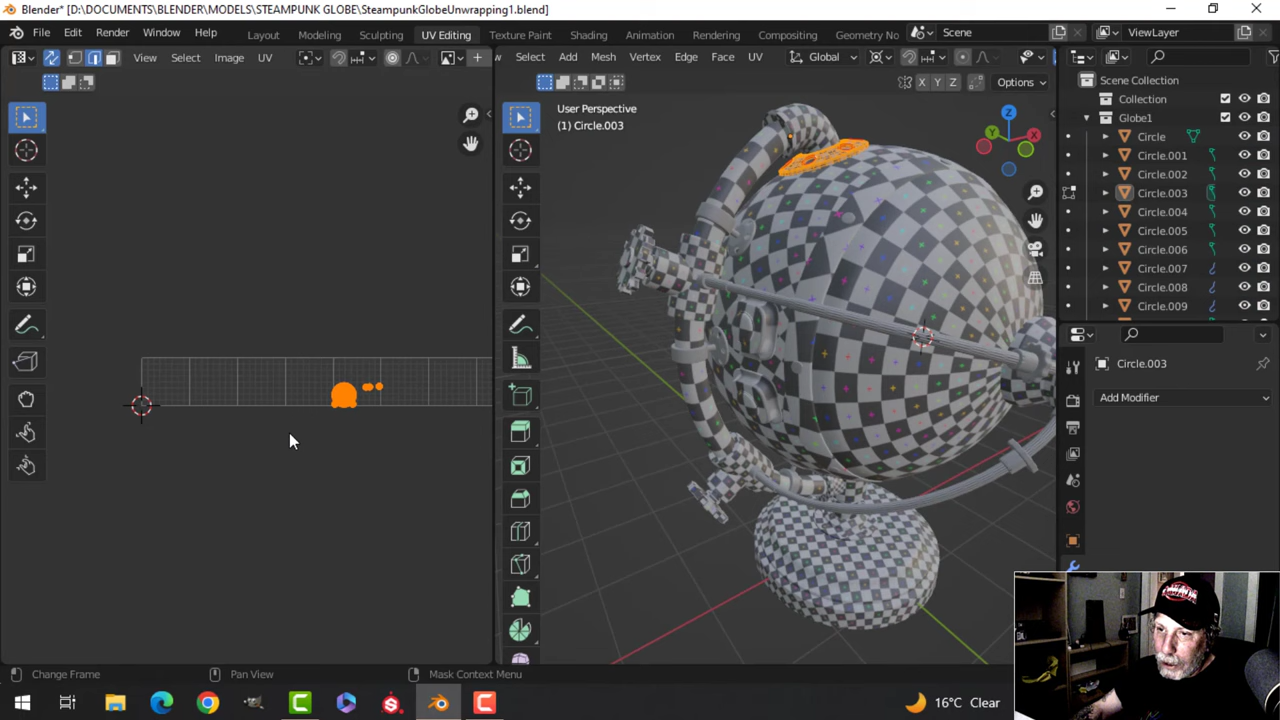 Blender* [D:\DOCUMENTS\BLENDER\MODELS\STEAMPUNK GLOBE\SteampunkGlobeUnwrapping1.blend]
File Edit Render Window Help
Layout Modeling Sculpting UV Editing Texture Paint Shading Animation Rendering Compositing Geometry No
Scene
ViewLayer
View Select Image UV
Select Add Mesh Vertex Edge Face UV
Global
X Y Z
Options
User Perspective
(1) Circle.003
Z
Y X
Scene Collection
Collection
Globe1
Circle
Circle.001
Circle.002
Circle.003
Circle.004
Circle.005
Circle.006
Circle.007
Circle.008
Circle.009
Circle.003
Add Modifier
Change Frame
Pan View
Mask Context Menu
16°C Clear